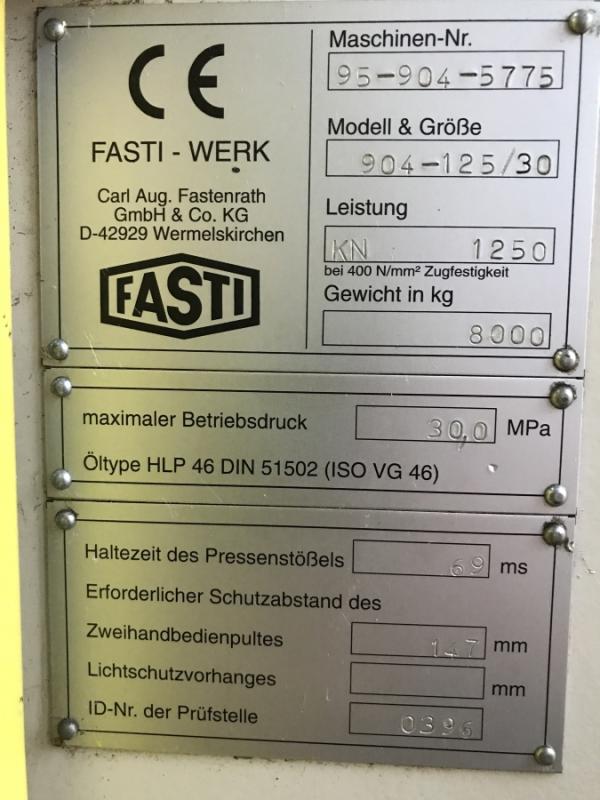 CE
FASTI - WERK
Carl Aug. Fastenrath
GmbH & Co. KG
D-42929 Wermelskirchen
FASTI
Maschinen-Nr.
95-904-5775
Modell & Größe
904-125/30
Leistung
KN 1250
bei 400 N/mm² Zugfestigkeit
Gewicht in kg
8000
maximaler Betriebsdruck 30,0 MPa
Öltype HLP 46 DIN 51502 (ISO VG 46)
Haltezeit des Pressenstößels 69 ms
Erforderlicher Schutzabstand des
Zweihandbedienpultes 147 mm
Lichtschutzvorhanges mm
ID-Nr. der Prüfstelle 0396